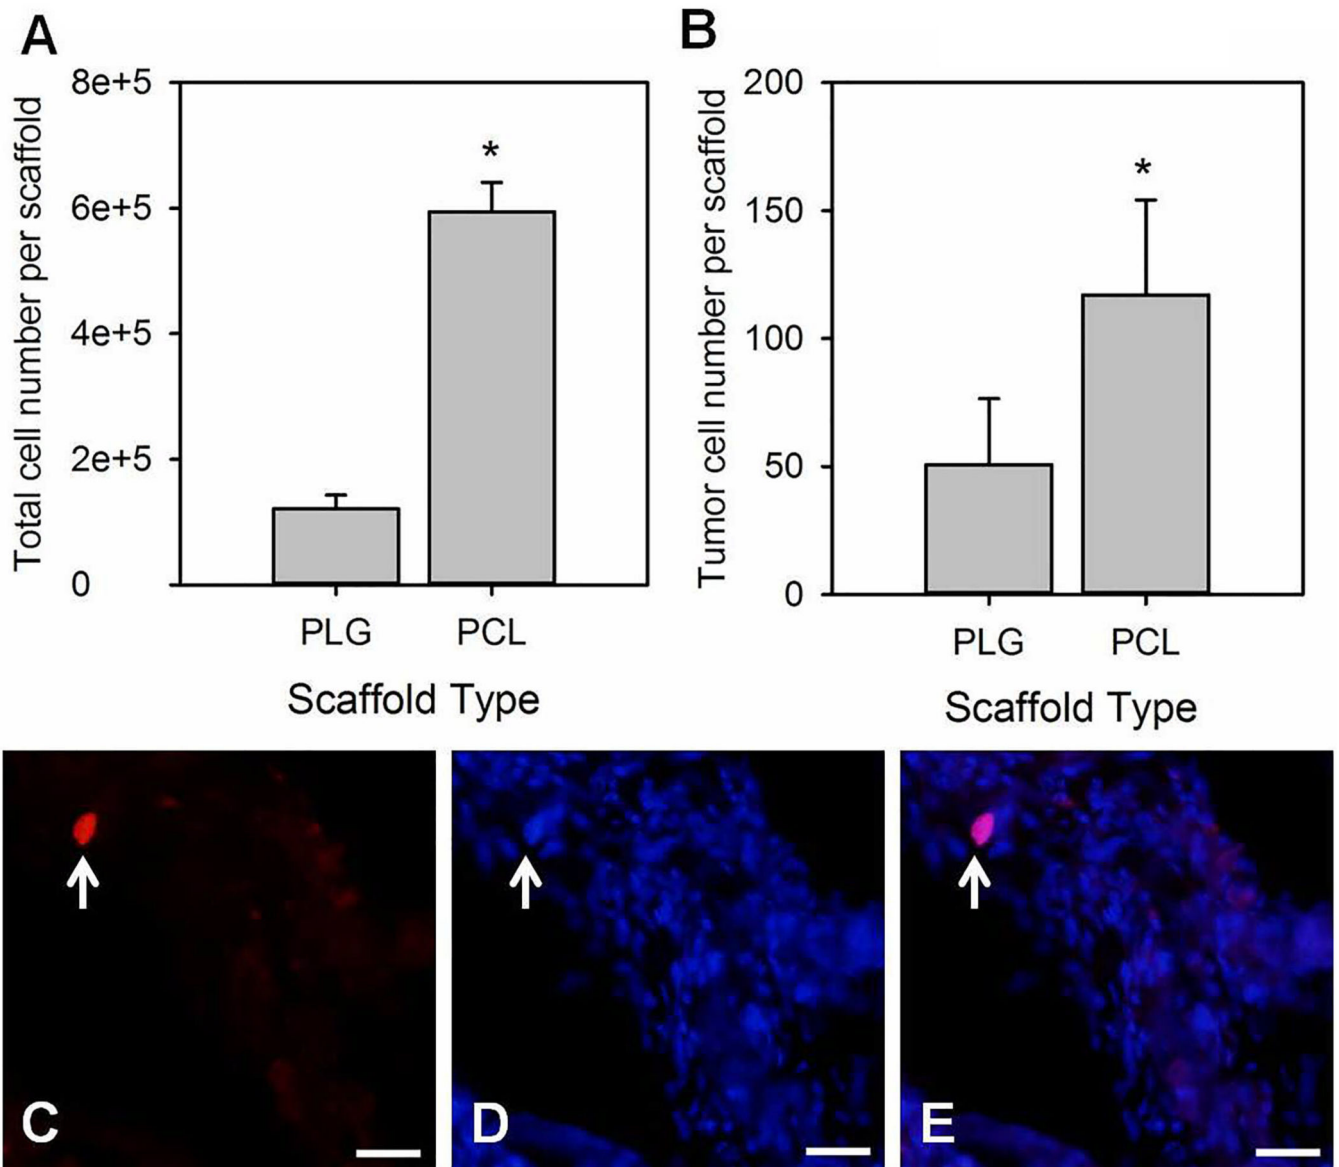 A
Total cell number per scaffold
8e+5
6e+5
4e+5
2e+5
0
*
PLG
PCL
Scaffold Type
B
Tumor cell number per scaffold
200
150
100
50
0
*
PLG
PCL
Scaffold Type
C
D
E